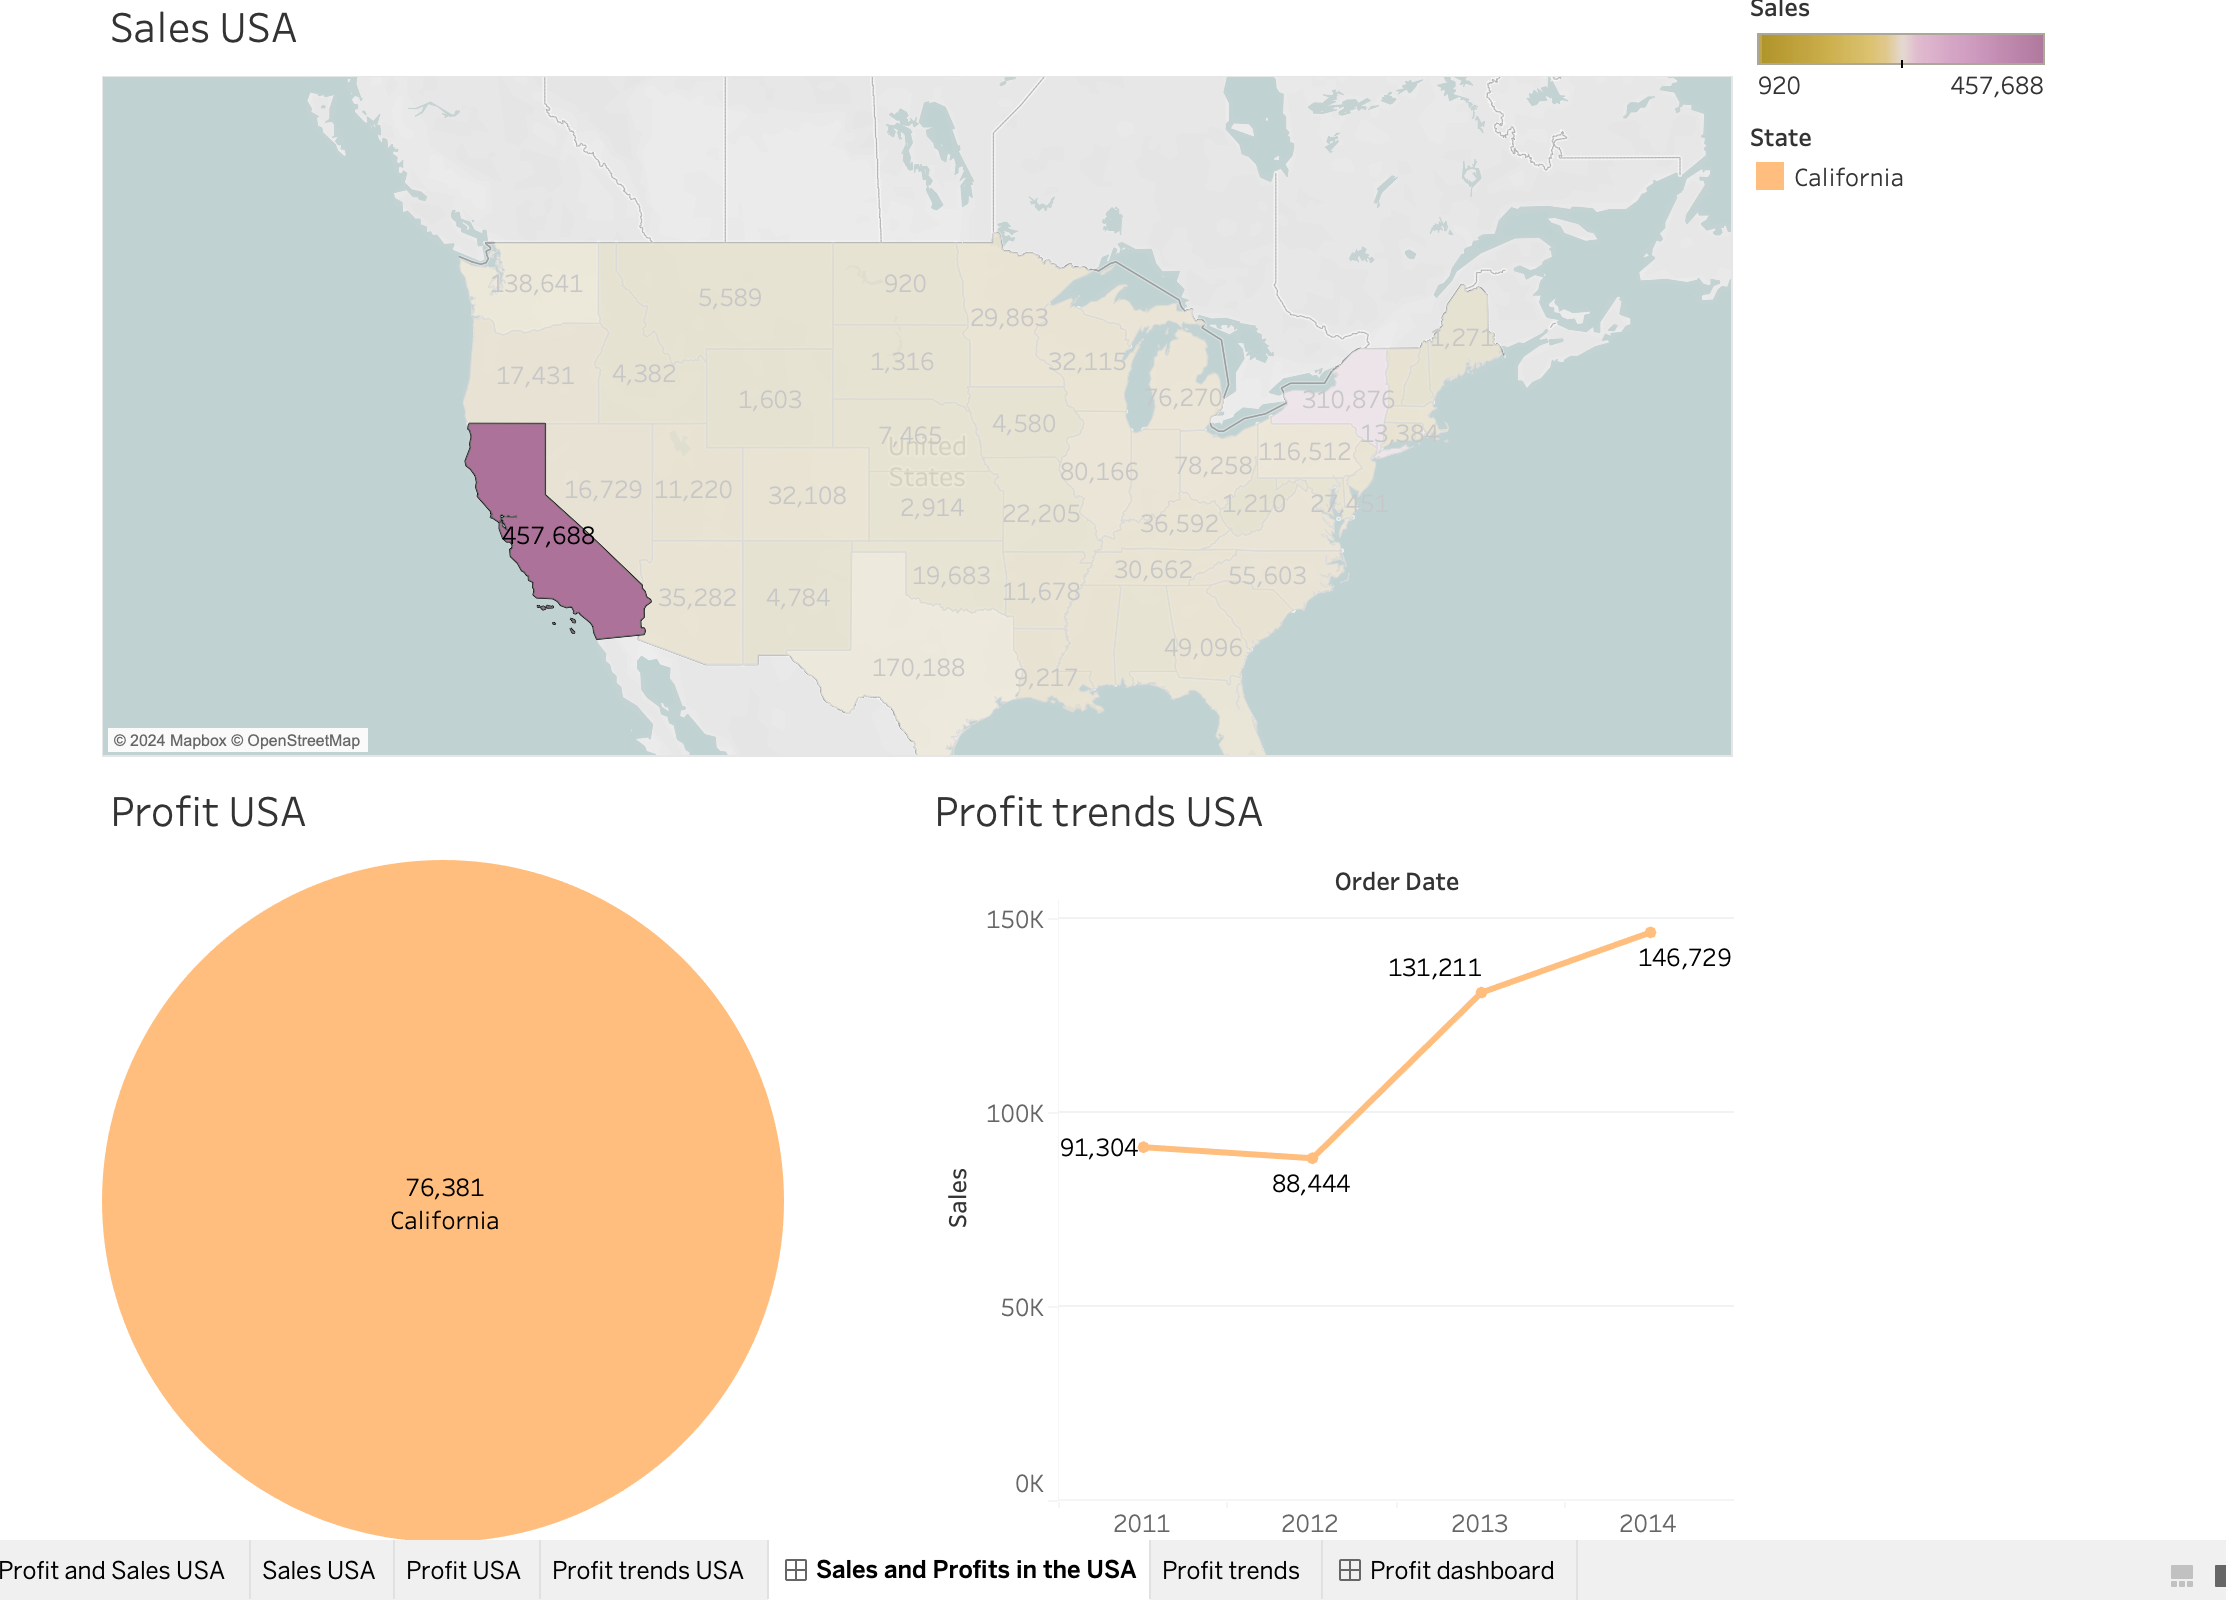 Sales USA
Sales
920 457,688
State
California
138,641
5,589
920
29,863
1,271
17,431
4,382
1,603
1,316
32,115
76,270
310,876
7,465
4,580
13,384
United
States
116,512
80,166
78,258
16,729
11,220
32,108
2,914
22,205
36,592
1,210
27,451
457,688
35,282
4,784
19,683
11,678
30,662
55,603
170,188
9,217
49,096
© 2024 Mapbox © OpenStreetMap
Profit USA
76,381
California
Profit trends USA
Order Date
150K
100K
50K
0K
Sales
91,304
88,444
131,211
146,729
2011 2012 2013 2014
Profit and Sales USA Sales USA Profit USA Profit trends USA Sales and Profits in the USA Profit trends Profit dashboard